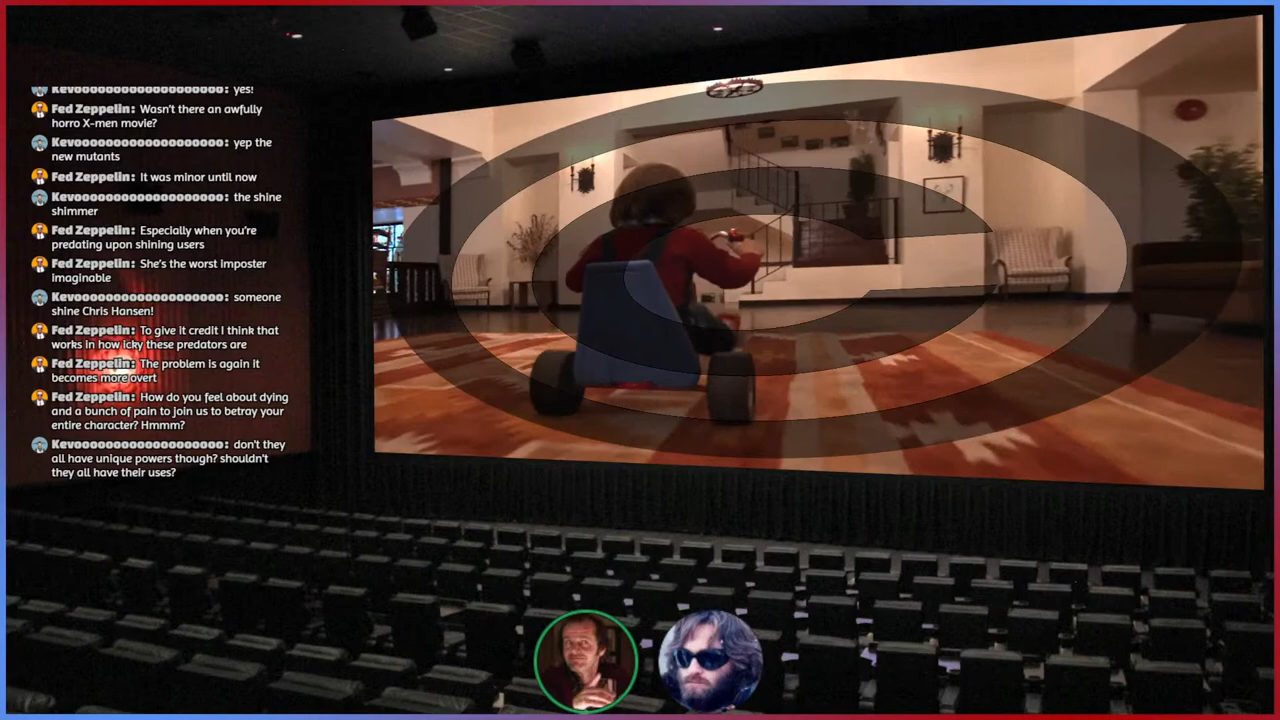 Kevooooooooooooooooooooo: yes!
Fed Zeppelin: Wasn't there an awfully
horro X-men movie?
Kevooooooooooooooooooooo: yep the
new mutants
Fed Zeppelin: It was minor until now
Kevooooooooooooooooooooo: the shine
shimmer
Fed Zeppelin: Especially when you're
predating upon shining users
Fed Zeppelin: She's the worst imposter
imaginable
Kevooooooooooooooooooooo: someone
shine Chris Hansen!
Fed Zeppelin: To give it credit I think that
works in how icky these predators are
Fed Zeppelin: The problem is again it
becomes more overt
Fed Zeppelin: How do you feel about dying
and a bunch of pain to join us to betray your
entire character? Hmmm?
Kevooooooooooooooooooooo: don't they
all have unique powers though? shouldn't
they all have their uses?